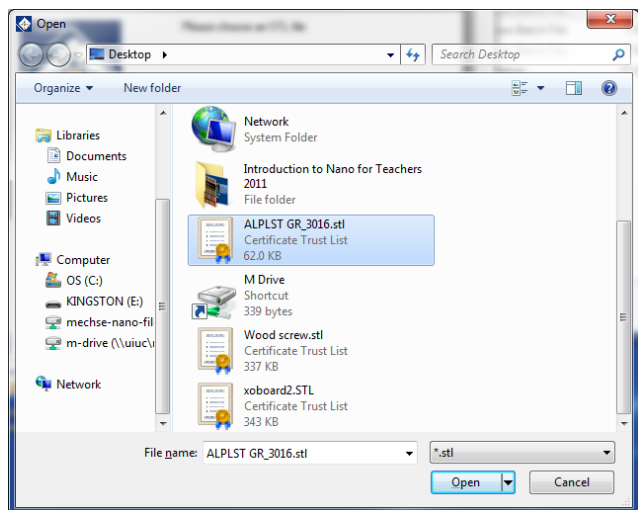 Open
Please choose an STL file
Desktop
Search Desktop
Organize
New folder
Libraries
Documents
Music
Pictures
Videos
Computer
OS (C:)
KINGSTON (E:)
mechse-nano-fil
m-drive (\\uiuc\
Network
Network
System Folder
Introduction to Nano for Teachers
2011
File folder
ALPLST GR_3016.stl
Certificate Trust List
62.0 KB
M Drive
Shortcut
339 bytes
Wood screw.stl
Certificate Trust List
337 KB
xoboard2.STL
Certificate Trust List
343 KB
File name:
ALPLST GR_3016.stl
*.stl
Open
Cancel